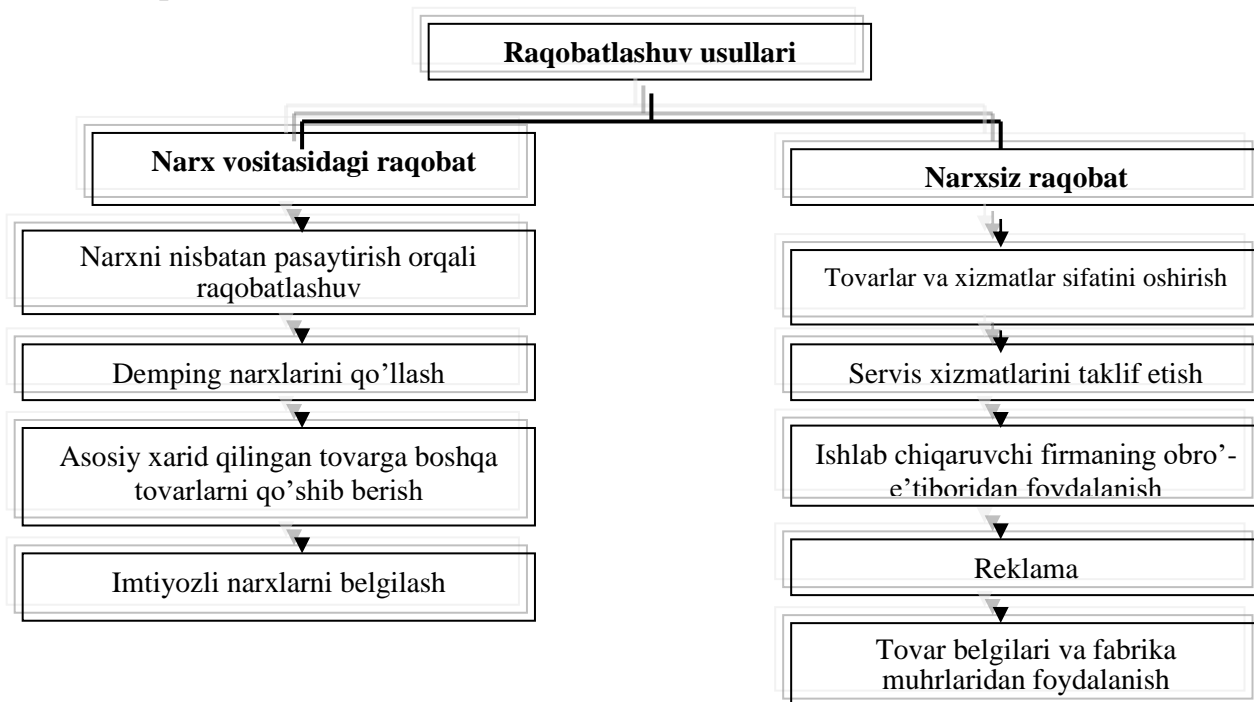 Raqobatlashuv usullari
Narx vositasidagi raqobat
Narxni nisbatan pasaytirish orqali
raqobatlashuv
Demping narxlarini qo’llash
Asosiy xarid qilingan tovarga boshqa
tovarlarni qo’shib berish
Imtiyozli narxlarni belgilash
Narxsiz raqobat
Tovarlar va xizmatlar sifatini oshirish
Servis xizmatlarini taklif etish
Ishlab chiqaruvchi firmaning obro’-
e’tiboridan foydalanish
Reklama
Tovar belgilari va fabrika
muhrlaridan foydalanish